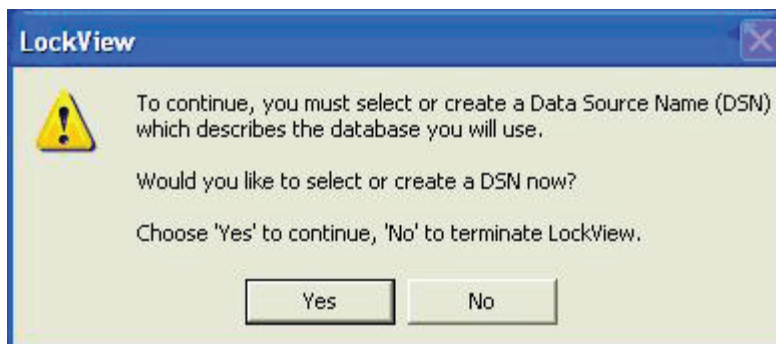 LockView
To continue, you must select or create a Data Source Name (DSN)
which describes the database you will use.
Would you like to select or create a DSN now?
Choose 'Yes' to continue, 'No' to terminate LockView.
Yes No